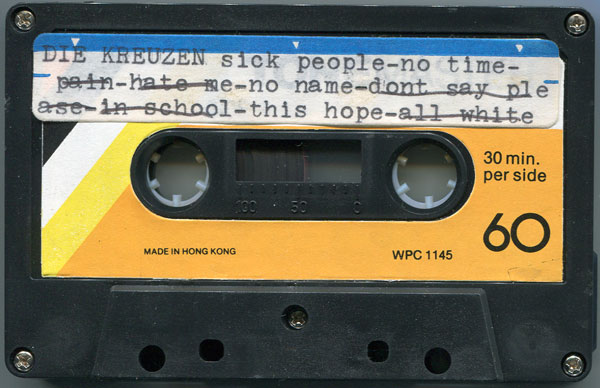 DIE KREUZEN sick people-no time-
pain-hate me-no name-dont say ple
ase-in school-this hope-all white
30 min.
per side
100 50 0
60
MADE IN HONG KONG
WPC 1145